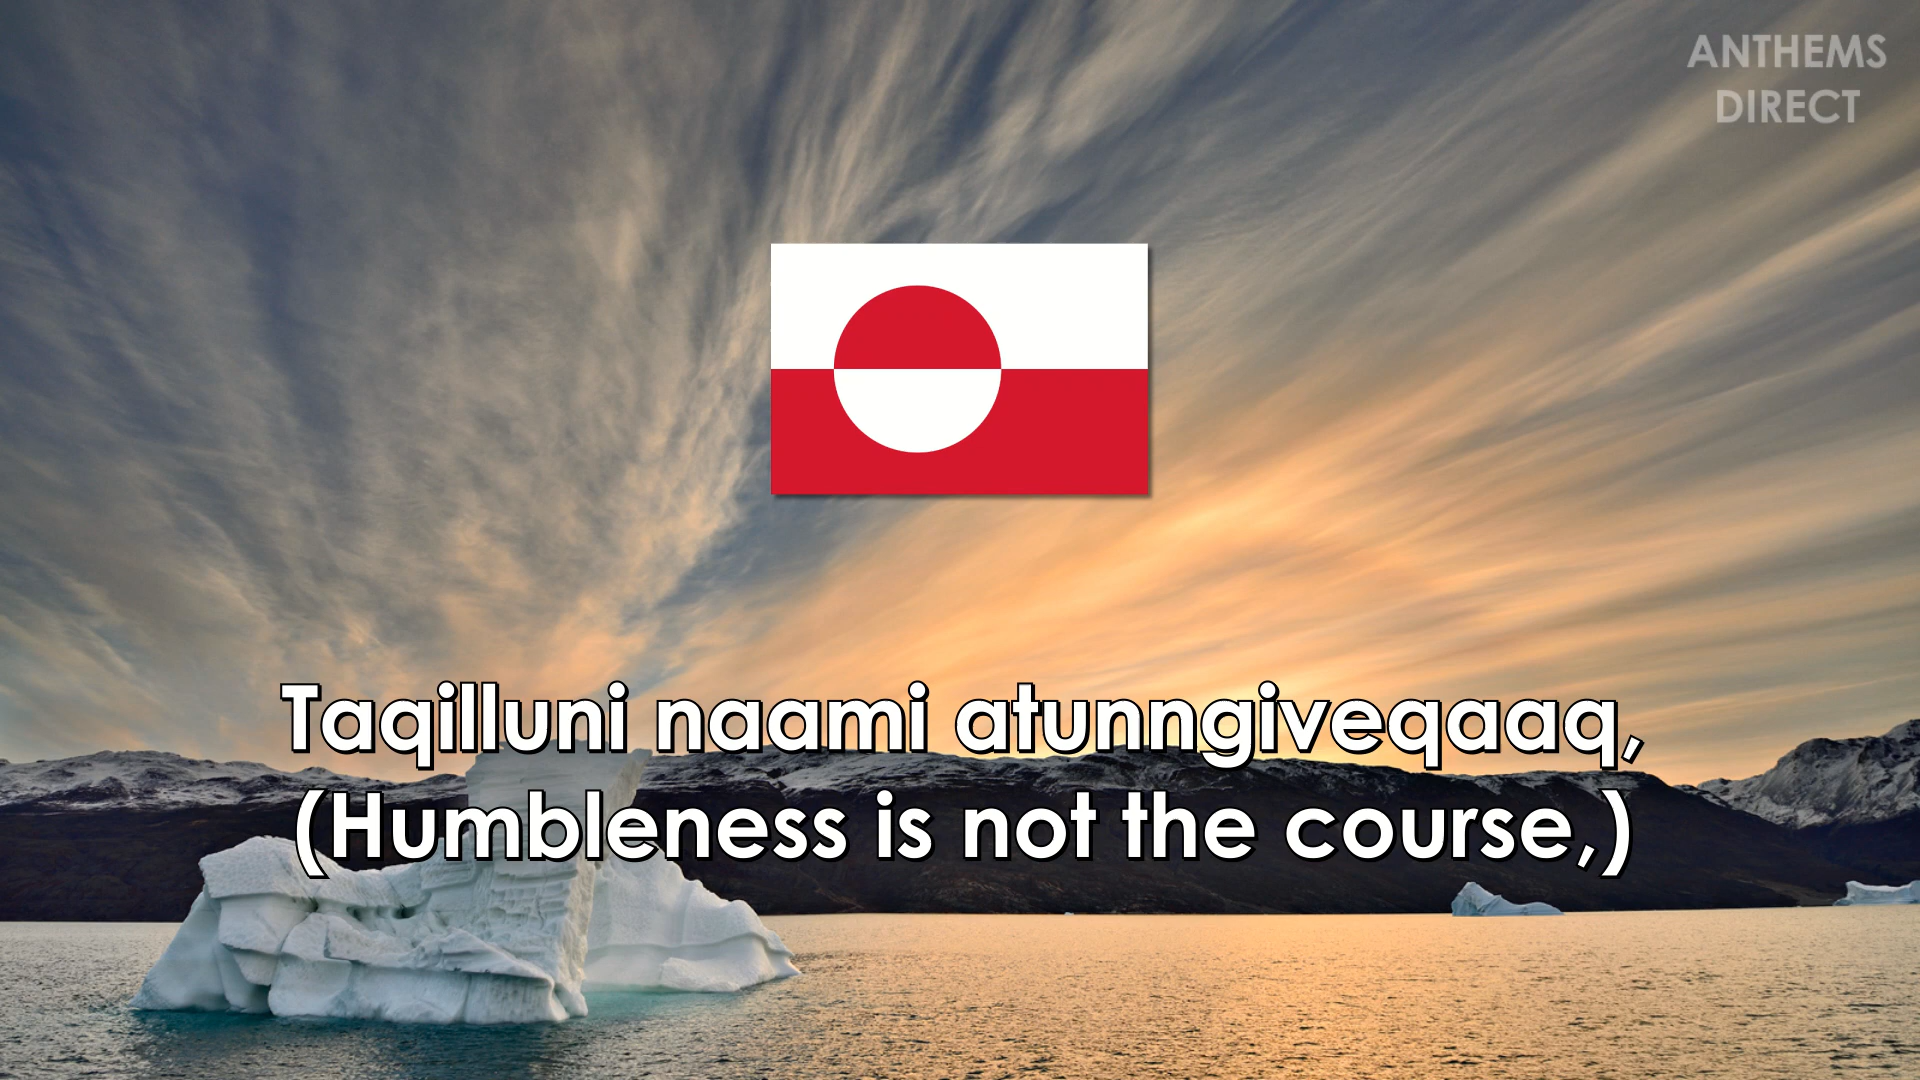 ANTHEMS
DIRECT
Taqilluni naami atunngiveqaaq,
(Humbleness is not the course,)